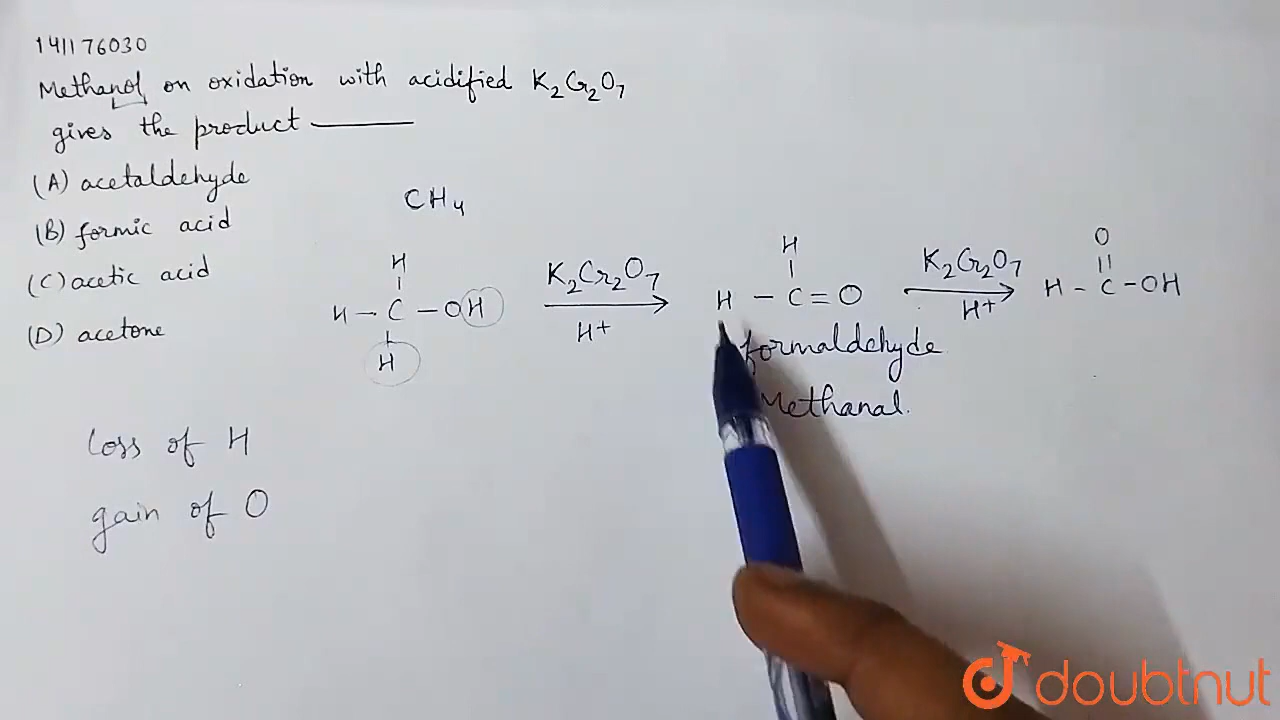 141176030
Methanol on oxidation with acidified K₂Cr₂O₇
gives the product ———
(A) acetaldehyde
(B) formic acid
(C) acetic acid
(D) acetone
CH₄
H
H – C – OH
H
K₂Cr₂O₇
H+
H
H – C = O
formaldehyde
Methanal.
K₂Cr₂O₇
H+
O
H – C – OH
loss of H
gain of O
doubtnut